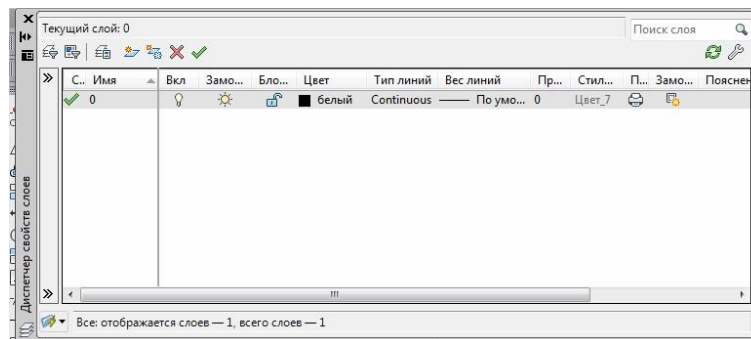 Текущий слой: 0
Поиск слоя
С.. Имя Вкл Замо... Бло... Цвет Тип линий Вес линий Пр... Стил... П... Замо... Пояснен
0 белый Continuous По умо... 0 Цвет_7
Диспетчер свойств слоев
Все: отображается слоев — 1, всего слоев — 1